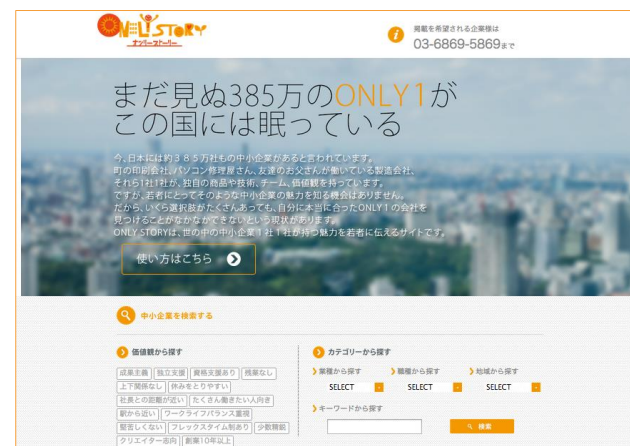 ONLY STORY
オンリーストーリー
掲載を希望される企業様は
03-6869-5869まで
まだ見ぬ385万のONLY1が
この国には眠っている
今、日本には約385万社もの中小企業があると言われています。
町の印刷会社、パソコン修理屋さん、友達のお父さんが働いている製造会社、
それら1社1社が、独自の商品や技術、チーム、価値観を持っています。
ですが、若者にとってそのような中小企業の魅力を知る機会はありません。
だから、いくら選択肢がたくさんあっても、自分に本当に合ったONLY1の会社を
見つけることがなかなかできないという現状があります。
ONLY STORYは、世の中の中小企業1社1社が持つ魅力を若者に伝えるサイトです。
使い方はこちら
中小企業を検索する
価値観から探す
成果主義 独立支援 資格支援あり 残業なし
上下関係なし 休みをとりやすい
社長との距離が近い たくさん働きたい人向き
駅から近い ワークライフバランス重視
堅苦しくない フレックスタイム制あり 少数精鋭
クリエイター志向 創業10年以上
カテゴリーから探す
業種から探す 職種から探す 地域から探す
SELECT SELECT SELECT
キーワードから探す
検索